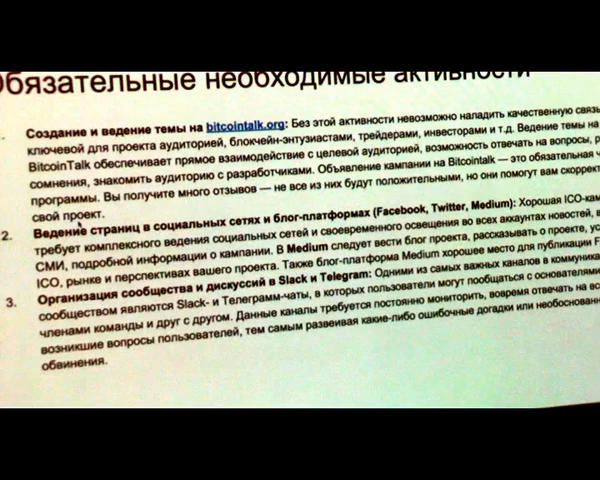 Обязательные необходимые активности
1. Создание и ведение темы на bitcointalk.org: Без этой активности невозможно наладить качественную связь
ключевой для проекта аудиторией, блокчейн-энтузиастами, трейдерами, инвесторами и т.д. Ведение темы на
BitcoinTalk обеспечивает прямое взаимодействие с целевой аудиторией, возможность отвечать на вопросы, р
сомнения, знакомить аудиторию с разработчиками. Объявление кампании на Bitcointalk — это обязательная ч
программы. Вы получите много отзывов — не все из них будут положительными, но они помогут вам скоррект
свой проект.
2. Ведение страниц в социальных сетях и блог-платформах (Facebook, Twitter, Medium): Хорошая ICO-кам
требует комплексного ведения социальных сетей и своевременного освещения во всех аккаунтах новостей, в
СМИ, подробной информации о кампании. В Medium следует вести блог проекта, рассказывать о проекте, ус
ICO, рынке и перспективах вашего проекта. Также блог-платформа Medium хорошее место для публикации F
3. Организация сообщества и дискуссий в Slack и Telegram: Одними из самых важных каналов в коммуника
сообществом являются Slack- и Телеграмм-чаты, в которых пользователи могут пообщаться с основателями
членами команды и друг с другом. Данные каналы требуется постоянно мониторить, вовремя отвечать на вс
возникшие вопросы пользователей, тем самым развеивая какие-либо ошибочные догадки или необоснован
обвинения.